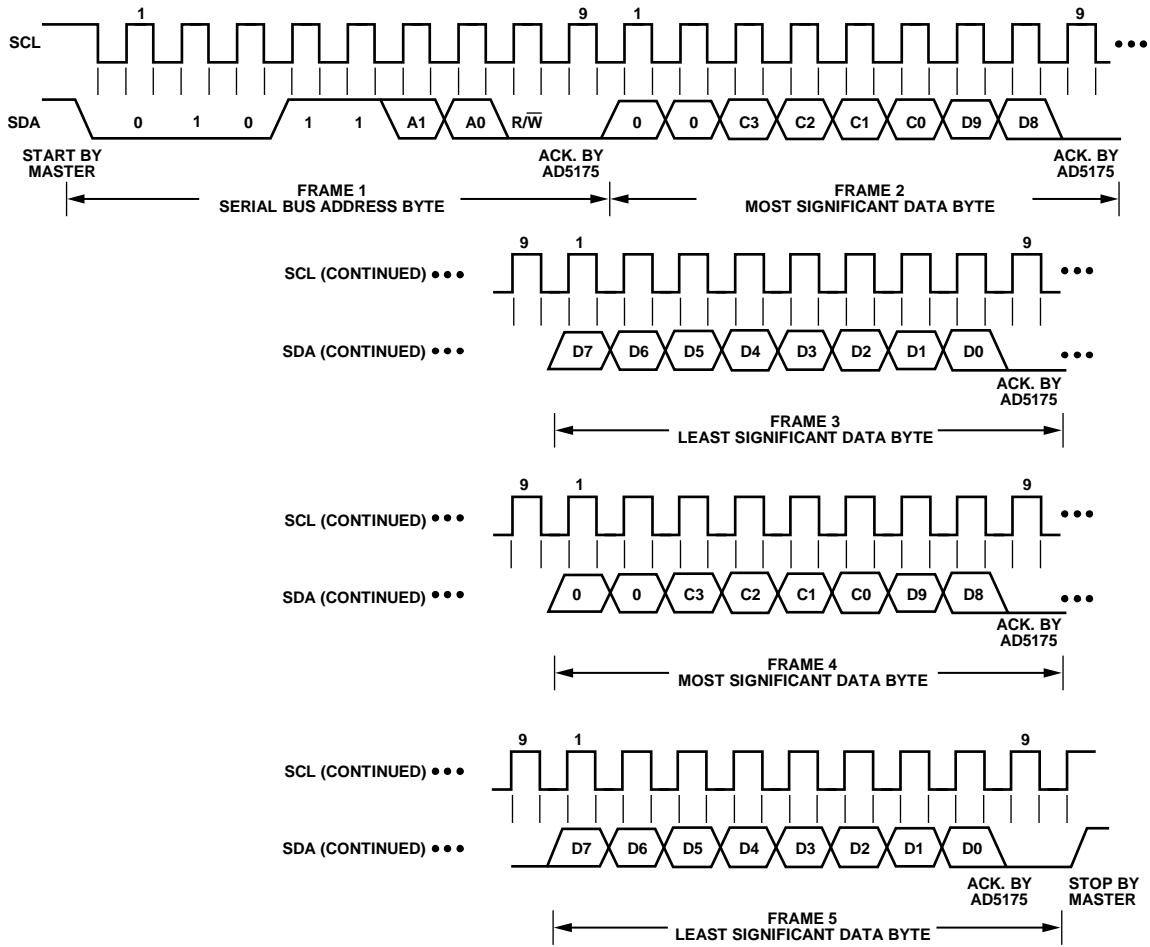 1 9 1 9
SCL
SDA 0 1 0 1 1 A1 A0 R/W̅ 0 0 C3 C2 C1 C0 D9 D8
START BY
MASTER
ACK. BY
AD5175
ACK. BY
AD5175
FRAME 1
SERIAL BUS ADDRESS BYTE
FRAME 2
MOST SIGNIFICANT DATA BYTE
9 1 9
SCL (CONTINUED)
SDA (CONTINUED) D7 D6 D5 D4 D3 D2 D1 D0
ACK. BY
AD5175
FRAME 3
LEAST SIGNIFICANT DATA BYTE
9 1 9
SCL (CONTINUED)
SDA (CONTINUED) 0 0 C3 C2 C1 C0 D9 D8
ACK. BY
AD5175
FRAME 4
MOST SIGNIFICANT DATA BYTE
9 1 9
SCL (CONTINUED)
SDA (CONTINUED) D7 D6 D5 D4 D3 D2 D1 D0
ACK. BY
AD5175
STOP BY
MASTER
FRAME 5
LEAST SIGNIFICANT DATA BYTE